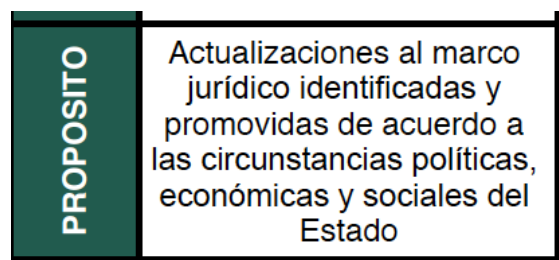 PROPOSITO
Actualizaciones al marco
jurídico identificadas y
promovidas de acuerdo a
las circunstancias políticas,
económicas y sociales del
Estado